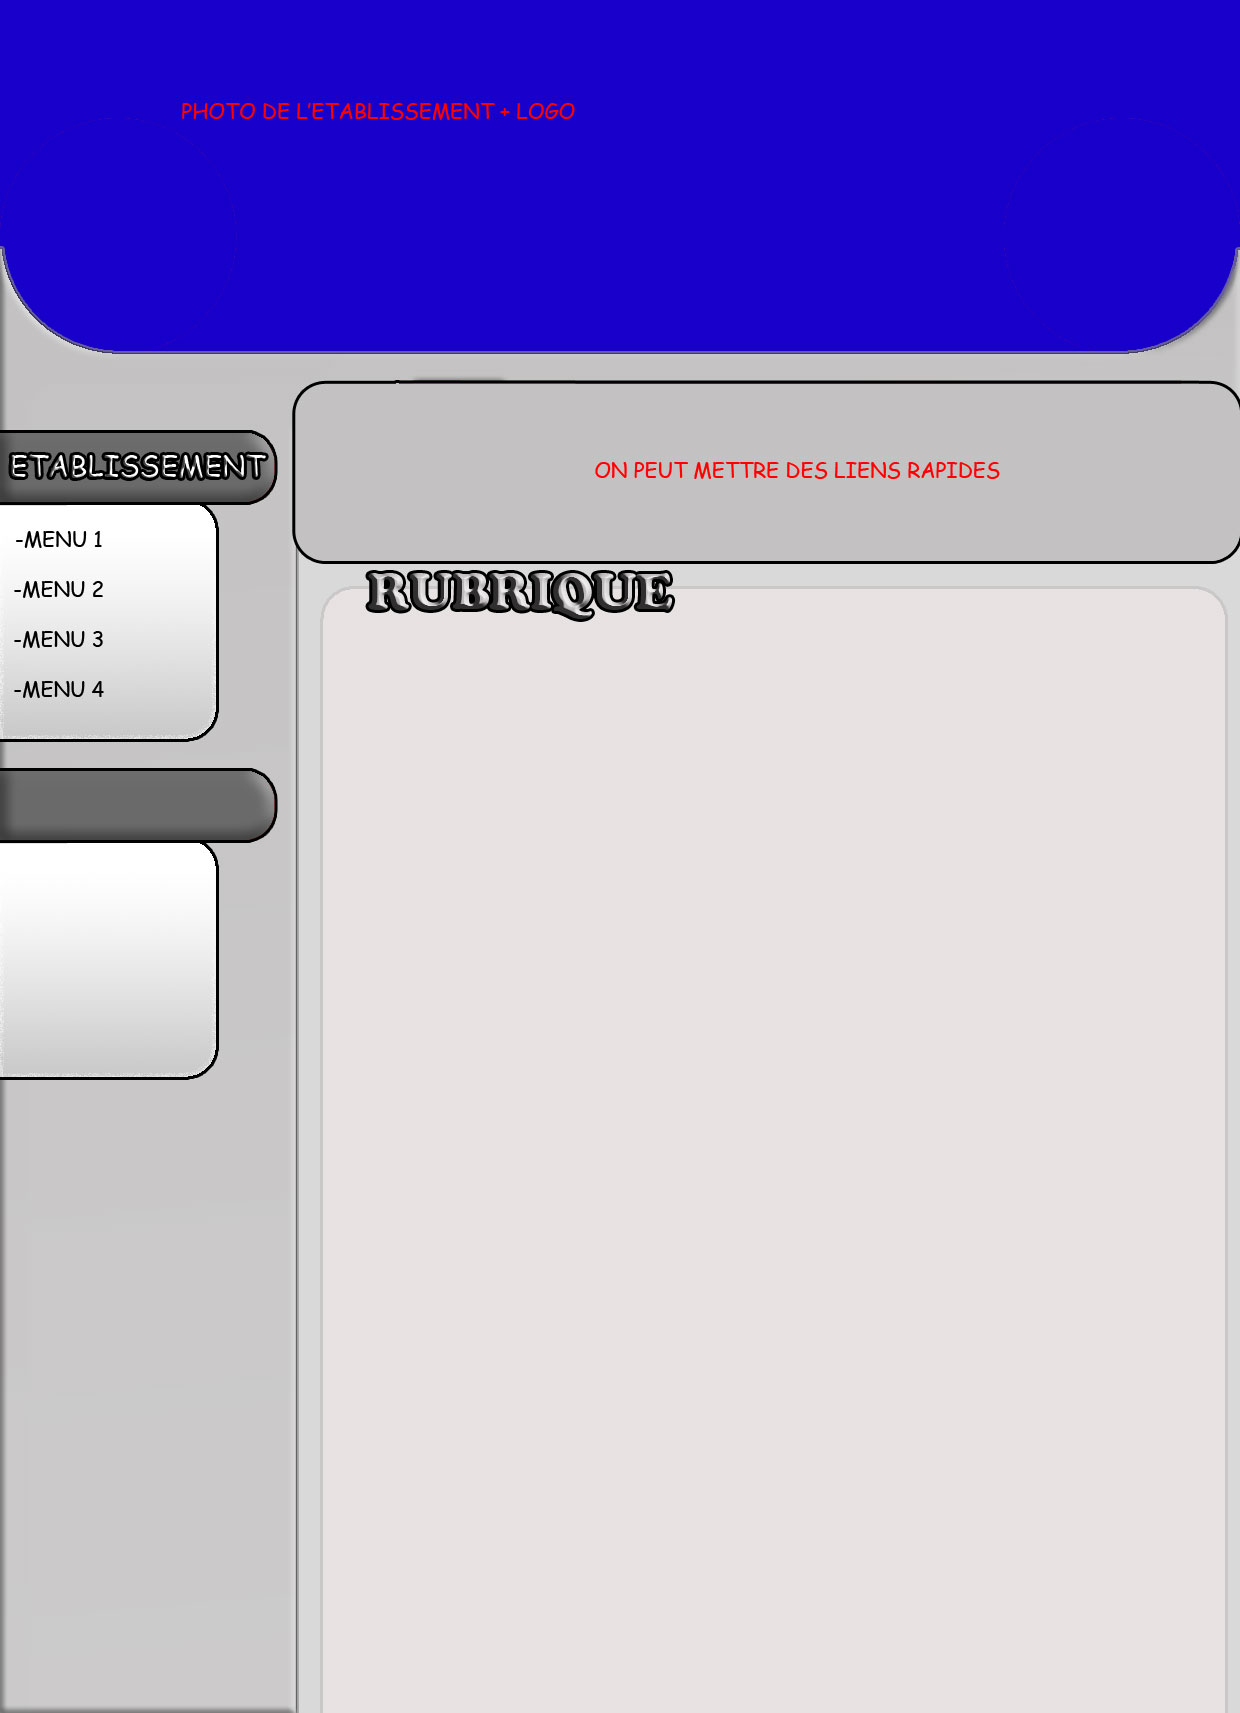 PHOTO DE L'ETABLISSEMENT + LOGO
ETABLISSEMENT
ON PEUT METTRE DES LIENS RAPIDES
-MENU 1
-MENU 2
-MENU 3
-MENU 4
RUBRIQUE